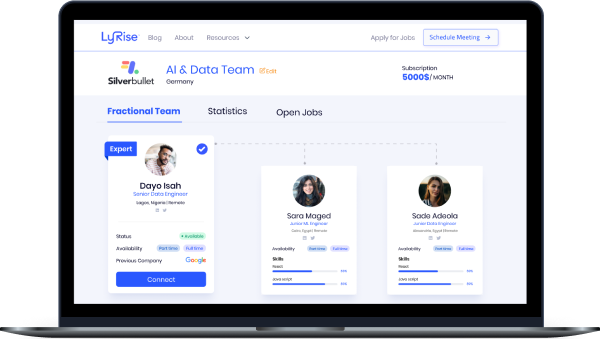 LyRise
Blog About Resources Apply for Jobs Schedule Meeting
Silverbullet
AI & Data Team Edit
Germany
Subscription
5000$/ MONTH
Fractional Team Statistics Open Jobs
Expert
Dayo Isah
Senior Data Engineer
Lagos, Nigeria | Remote
Status Available
Availability Part time Full time
Previous Company Google
Connect
Sara Maged
Junior ML Engineer
Cairo, Egypt | Remote
Availability Part time Full time
Skills
React
Java script
Sade Adeola
Junior Data Engineer
Alexandria, Egypt | Remote
Availability Part time Full time
Skills
React
Java script